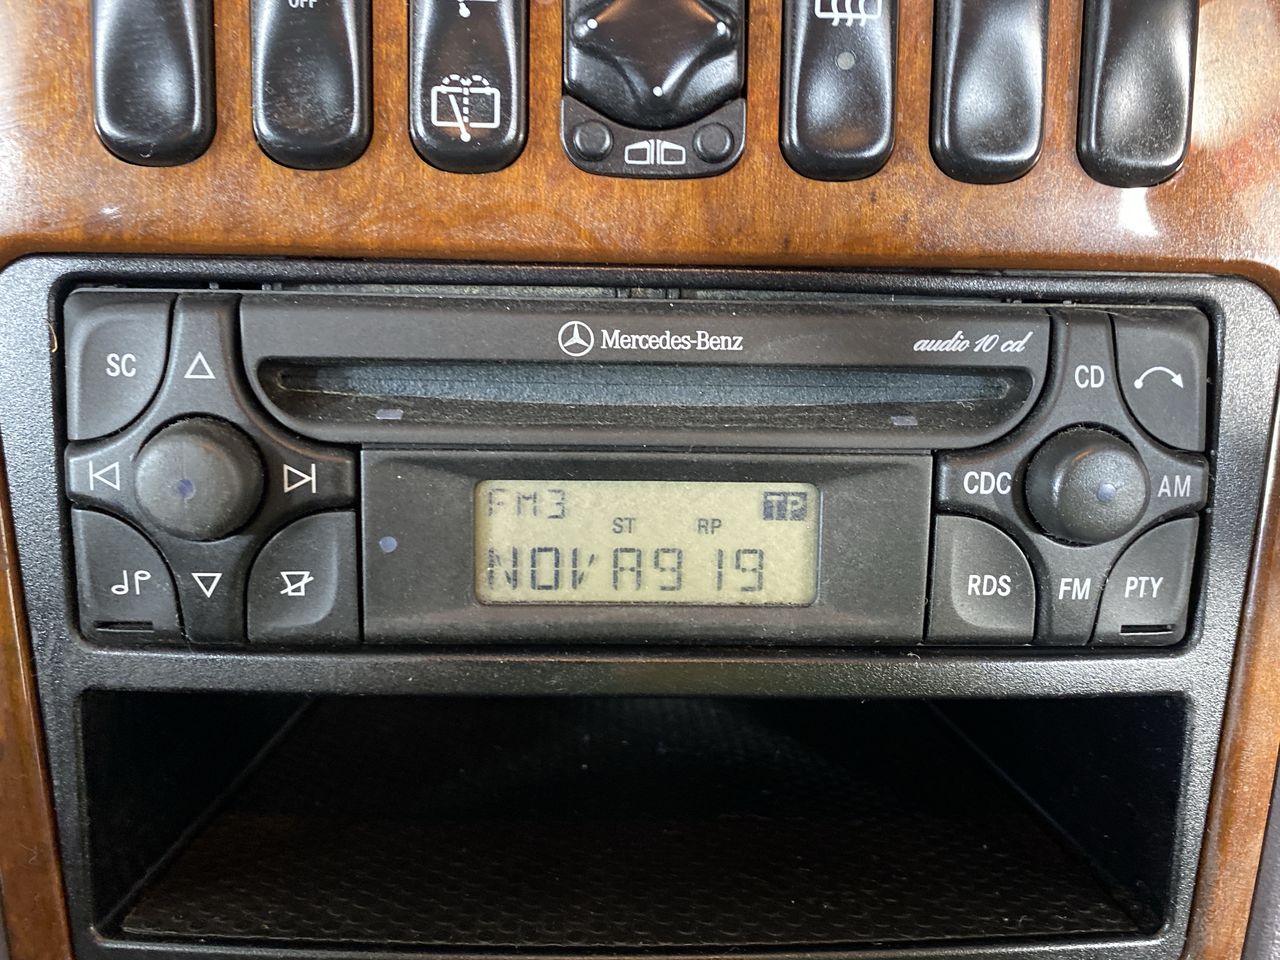 OFF
Mercedes-Benz
audio 10 cd
SC
CD
CDC
AM
FM3
TP
ST RP
NOVA919
RDS
FM
PTY